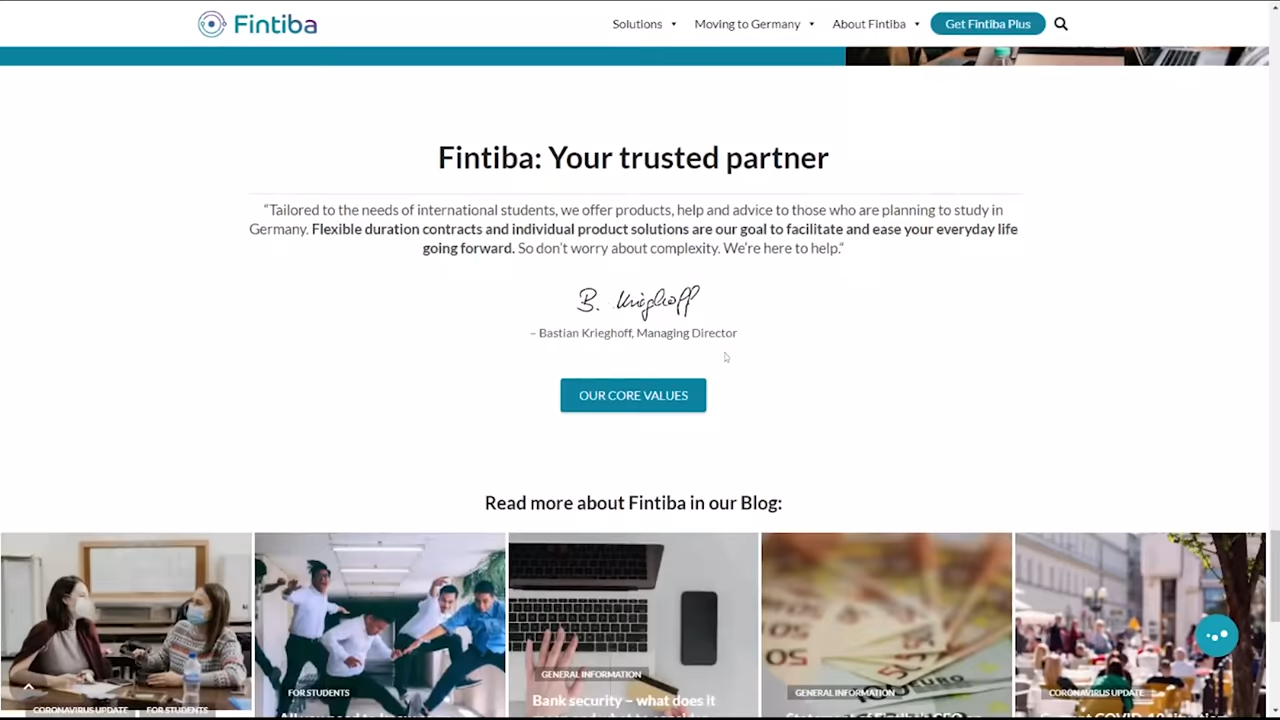 Fintiba
Solutions
Moving to Germany
About Fintiba
Get Fintiba Plus
Fintiba: Your trusted partner
“Tailored to the needs of international students, we offer products, help and advice to those who are planning to study in
Germany. Flexible duration contracts and individual product solutions are our goal to facilitate and ease your everyday life
going forward. So don't worry about complexity. We're here to help.“
B. Krieghoff
– Bastian Krieghoff, Managing Director
OUR CORE VALUES
Read more about Fintiba in our Blog:
CORONAVIRUS UPDATE
FOR STUDENTS
FOR STUDENTS
GENERAL INFORMATION
Bank security – what does it
GENERAL INFORMATION
CORONAVIRUS UPDATE